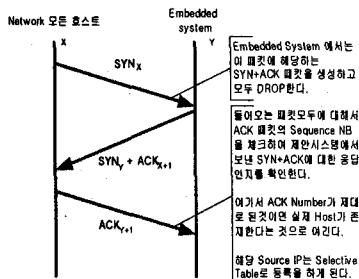 Network 모든 호스트
Embedded
system
X
Y
SYNX
SYNY + ACKX+1
ACKY+1
Embedded System 에서는
이 패킷에 해당하는
SYN+ACK 패킷을 생성하고
모두 DROP한다.
들어오는 패킷모두에 대해서
ACK 패킷의 Sequence NB
을 체크하여 제안시스템에서
보낸 SYN+ACK에 대한 응답
인지를 확인한다.
여기서 ACK Number가 제대
로 된것이면 실제 Host가 존
재한다는 것으로 여긴다.
해당 Source IP는 Selective
Table로 등록을 하게 된다.